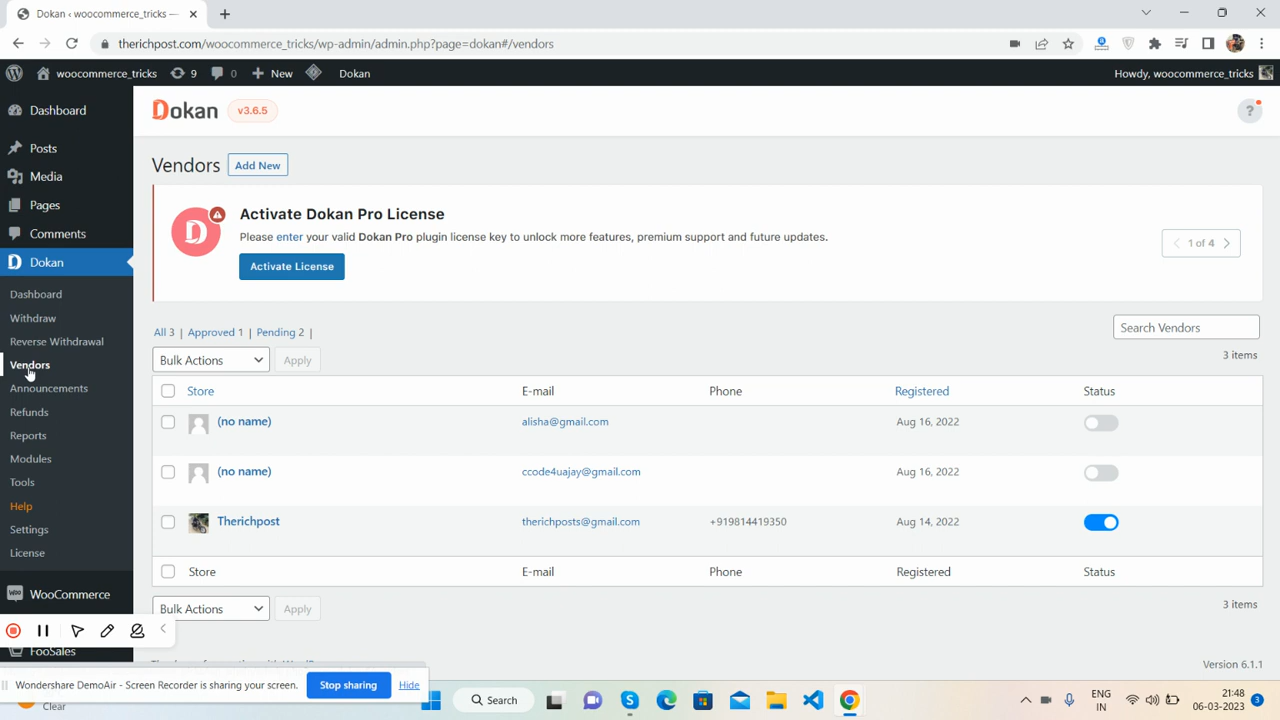 Dokan ‹ woocommerce_tricks —
therichpost.com/woocommerce_tricks/wp-admin/admin.php?page=dokan#/vendors
woocommerce_tricks 9 0 New Dokan Howdy, woocommerce_tricks
Dashboard
Posts
Media
Pages
Comments
Dokan
Dashboard
Withdraw
Reverse Withdrawal
Vendors
Announcements
Refunds
Reports
Modules
Tools
Help
Settings
License
WooCommerce
FooSales
Dokan v3.6.5 ?
Vendors Add New
Activate Dokan Pro License
Please enter your valid Dokan Pro plugin license key to unlock more features, premium support and future updates.
Activate License
1 of 4
All 3 | Approved 1 | Pending 2 |
Search Vendors
Bulk Actions Apply 3 items
Store E-mail Phone Registered Status
(no name) alisha@gmail.com Aug 16, 2022
(no name) ccode4uajay@gmail.com Aug 16, 2022
Therichpost therichposts@gmail.com +919814419350 Aug 14, 2022
Store E-mail Phone Registered Status
Bulk Actions Apply 3 items
Version 6.1.1
Wondershare DemoAir - Screen Recorder is sharing your screen. Stop sharing Hide
Clear
Search
ENG
IN
21:48
06-03-2023
3